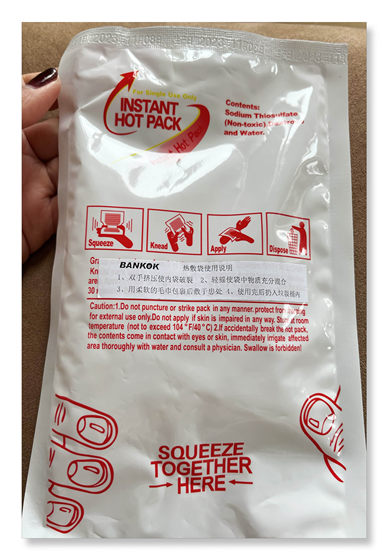 For Single Use Only
INSTANT
HOT PACK
Contents:
Sodium Thiosulfate
(Non-toxic)
and Water.
Squeeze
Knead
Apply
Dispose
BANKOK 热敷袋使用说明
1、双手挤压使内袋破裂 2、轻摇使袋中物质充分混合
3、用柔软的毛巾包裹后敷于患处 4、使用完后扔入垃圾桶内
30
Caution:1.Do not puncture or strike pack in any manner. protect from
for external use only.Do not apply if skin is impaired in any way. at room
temperature (not to exceed 104°F/40°C) 2.If accidentally break the hot pack,
the contents come in contact with eyes or skin, immediately irrigate affected
area thoroughly with water and consult a physician. Swallow is forbidden!
SQUEEZE
TOGETHER
HERE